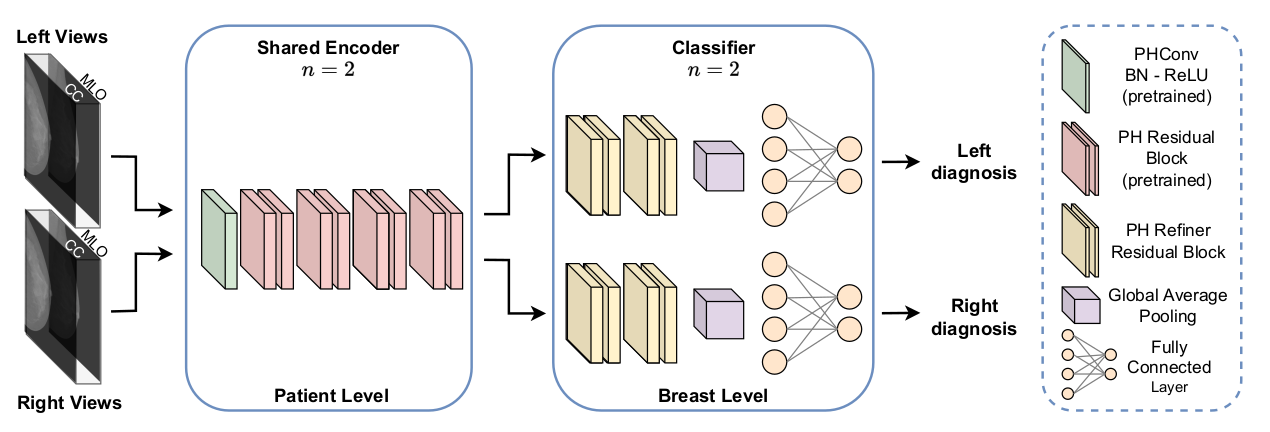 Left Views
CC
MLO
CC
MLO
Right Views
Shared Encoder
n = 2
Patient Level
Classifier
n = 2
Breast Level
Left
diagnosis
Right
diagnosis
PHConv
BN - ReLU
(pretrained)
PH Residual
Block
(pretrained)
PH Refiner
Residual Block
Global Average
Pooling
Fully
Connected
Layer